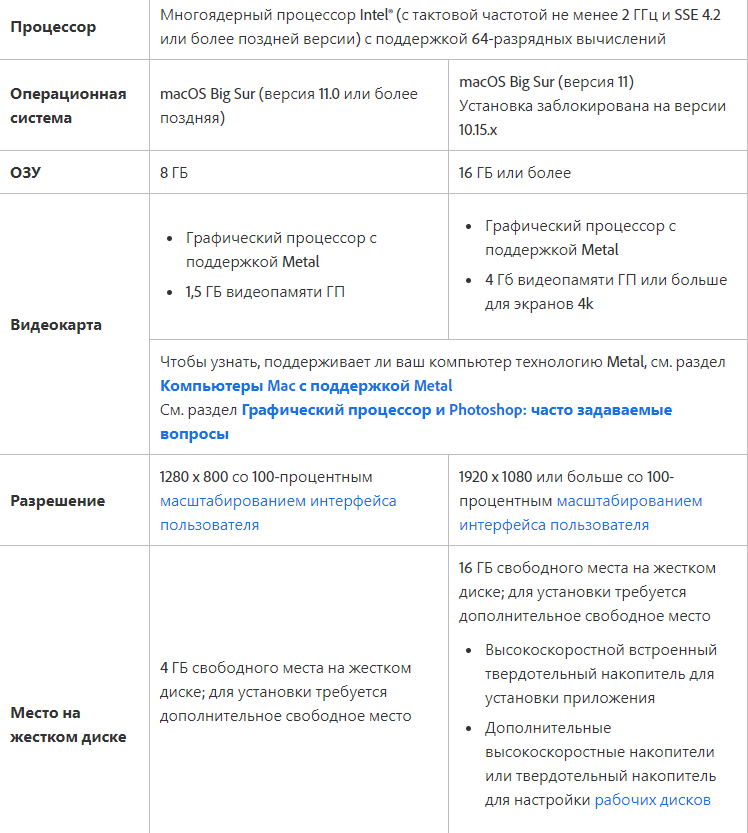 Процессор
Многоядерный процессор Intel® (с тактовой частотой не менее 2 ГГц и SSE 4.2
или более поздней версии) с поддержкой 64-разрядных вычислений
Операционная
система
macOS Big Sur (версия 11.0 или более
поздняя)
macOS Big Sur (версия 11)
Установка заблокирована на версии
10.15.x
ОЗУ
8 ГБ
16 ГБ или более
Видеокарта
• Графический процессор с
поддержкой Metal
• 1,5 ГБ видеопамяти ГП
• Графический процессор с
поддержкой Metal
• 4 Гб видеопамяти ГП или больше
для экранов 4k
Чтобы узнать, поддерживает ли ваш компьютер технологию Metal, см. раздел
Компьютеры Mac с поддержкой Metal
См. раздел Графический процессор и Photoshop: часто задаваемые
вопросы
Разрешение
1280 x 800 со 100-процентным
масштабированием интерфейса
пользователя
1920 x 1080 или больше со 100-
процентным масштабированием
интерфейса пользователя
Место на
жестком диске
4 ГБ свободного места на жестком
диске; для установки требуется
дополнительное свободное место
16 ГБ свободного места на жестком
диске; для установки требуется
дополнительное свободное место
• Высокоскоростной встроенный
твердотельный накопитель для
установки приложения
• Дополнительные
высокоскоростные накопители
или твердотельный накопитель
для настройки рабочих дисков